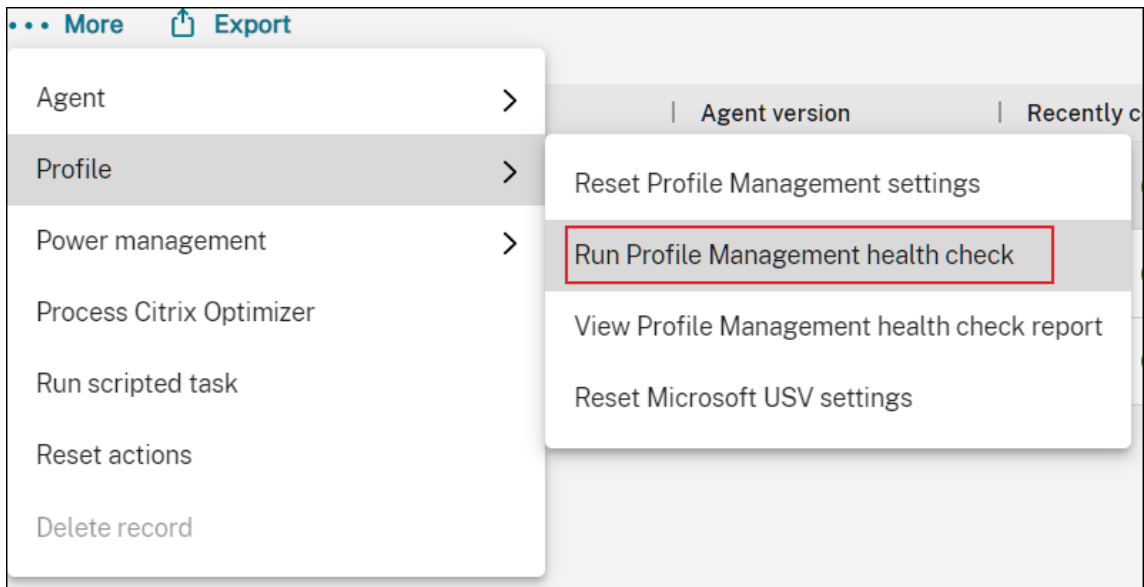 ••• More Export
Agent
Agent version Recently c
Profile
Reset Profile Management settings
Power management
Run Profile Management health check
Process Citrix Optimizer
View Profile Management health check report
Run scripted task
Reset Microsoft USV settings
Reset actions
Delete record